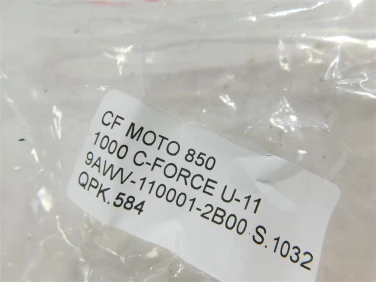 CF MOTO 850
1000 C-FORCE U-11
9AWV-110001-2B00 S.1032
QPK.584